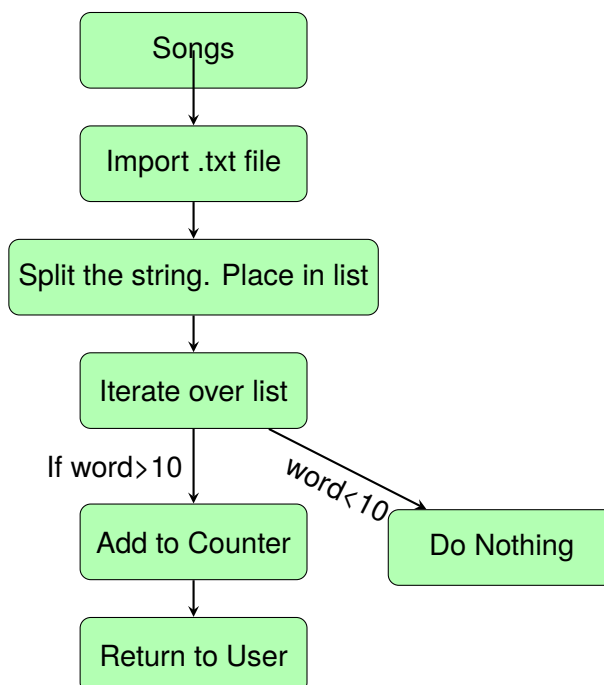 Songs
Import .txt file
Split the string. Place in list
Iterate over list
If word>10
word<10
Add to Counter
Do Nothing
Return to User